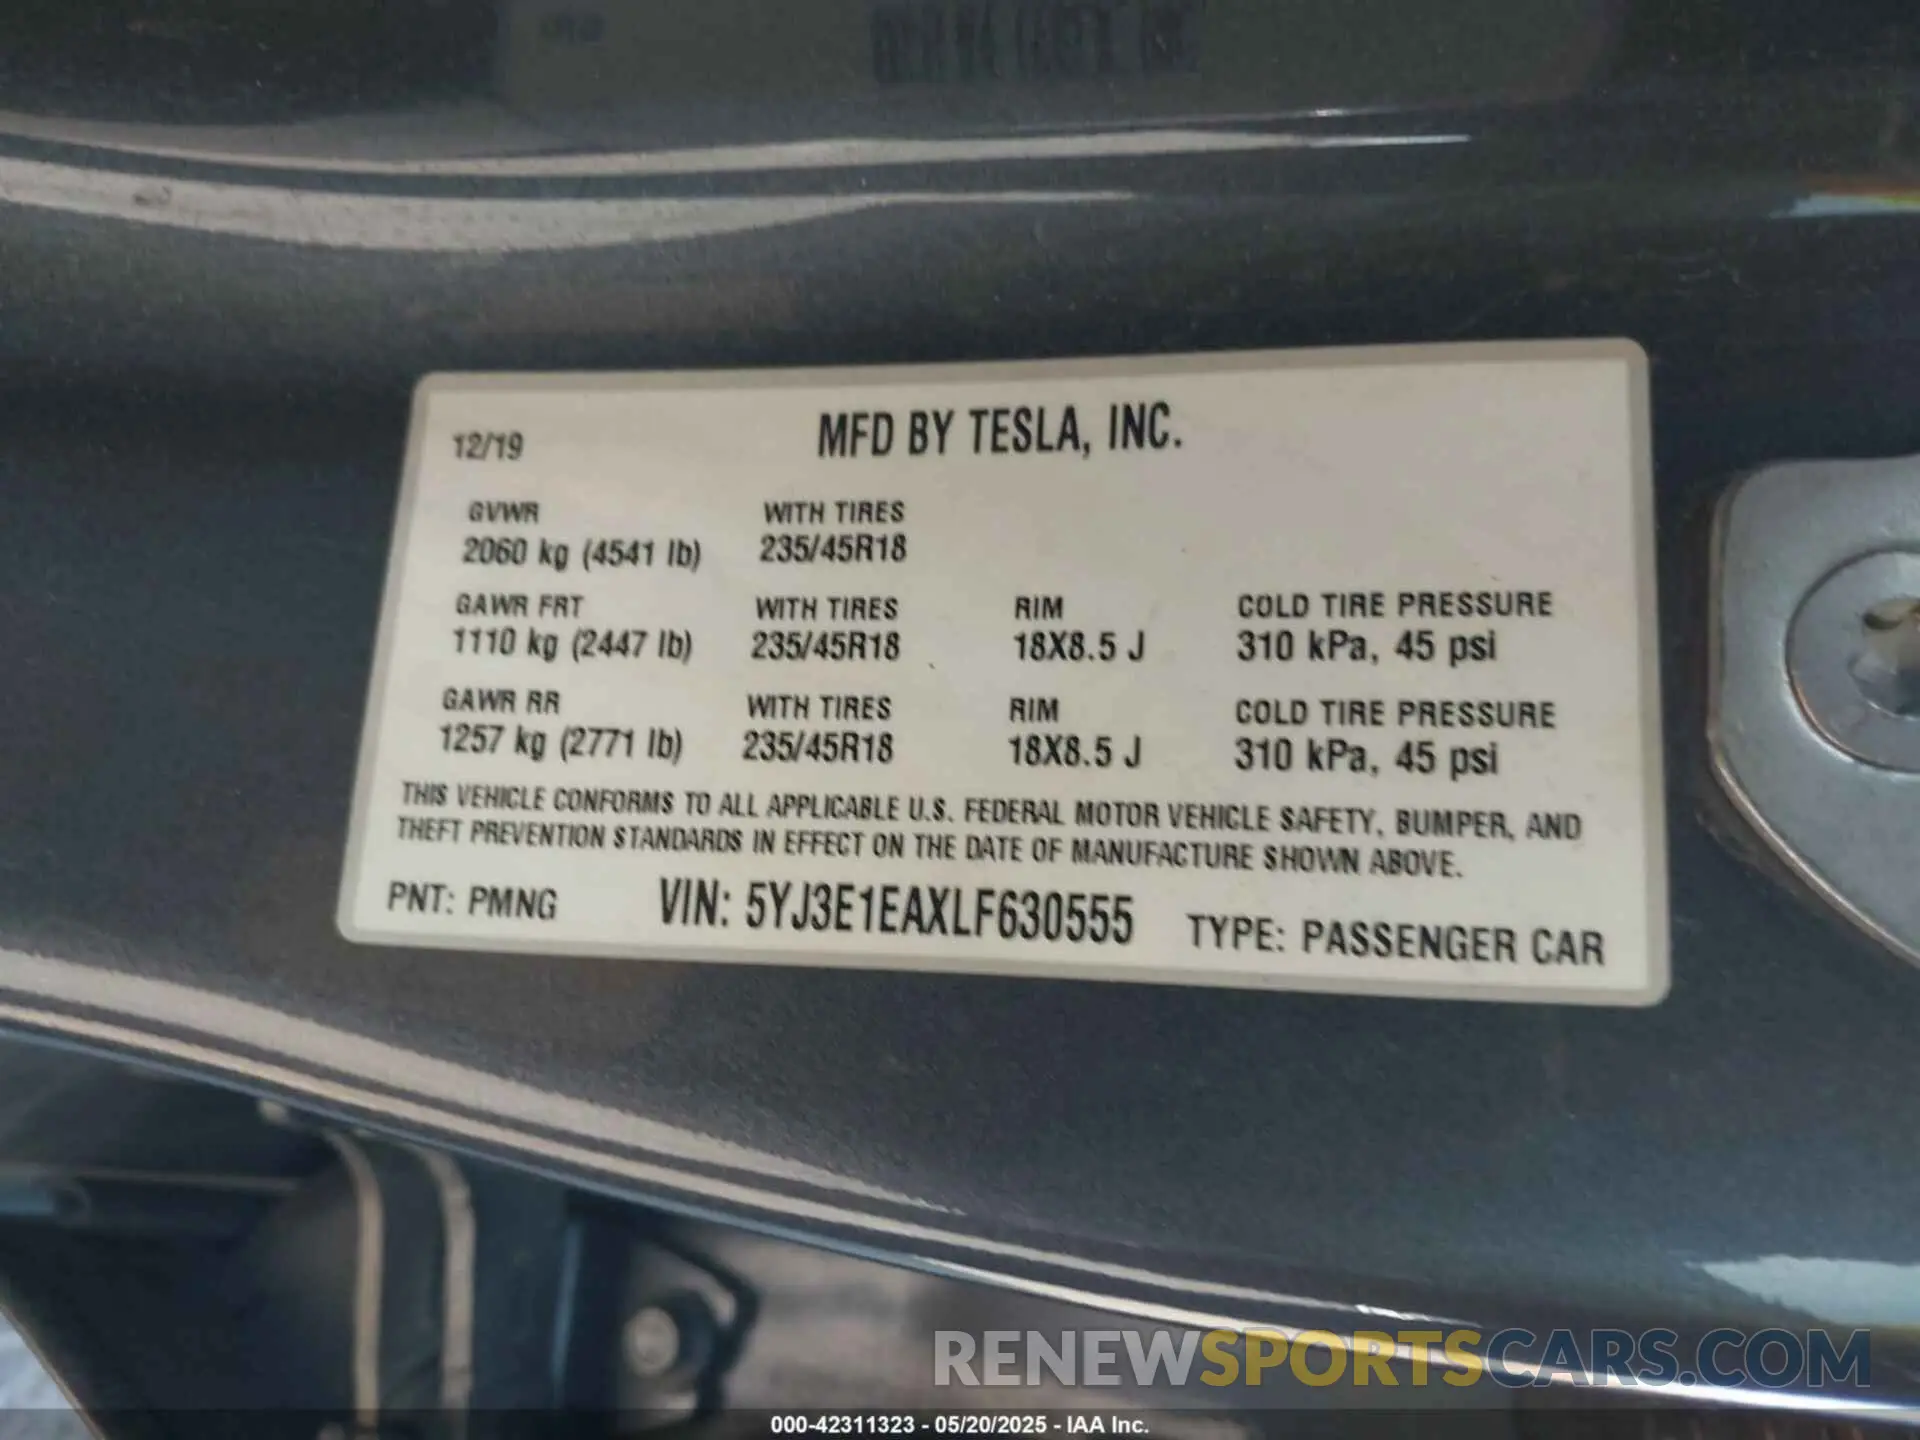 12/19 MFD BY TESLA, INC.
GVWR WITH TIRES
2060 kg (4541 lb) 235/45R18
GAWR FRT WITH TIRES RIM COLD TIRE PRESSURE
1110 kg (2447 lb) 235/45R18 18X8.5 J 310 kPa, 45 psi
GAWR RR WITH TIRES RIM COLD TIRE PRESSURE
1257 kg (2771 lb) 235/45R18 18X8.5 J 310 kPa, 45 psi
THIS VEHICLE CONFORMS TO ALL APPLICABLE U.S. FEDERAL MOTOR VEHICLE SAFETY, BUMPER, AND
THEFT PREVENTION STANDARDS IN EFFECT ON THE DATE OF MANUFACTURE SHOWN ABOVE.
PNT: PMNG VIN: 5YJ3E1EAXLF630555 TYPE: PASSENGER CAR
RENEWSPORTSCARS.COM
000-42311323 - 05/20/2025 - IAA Inc.